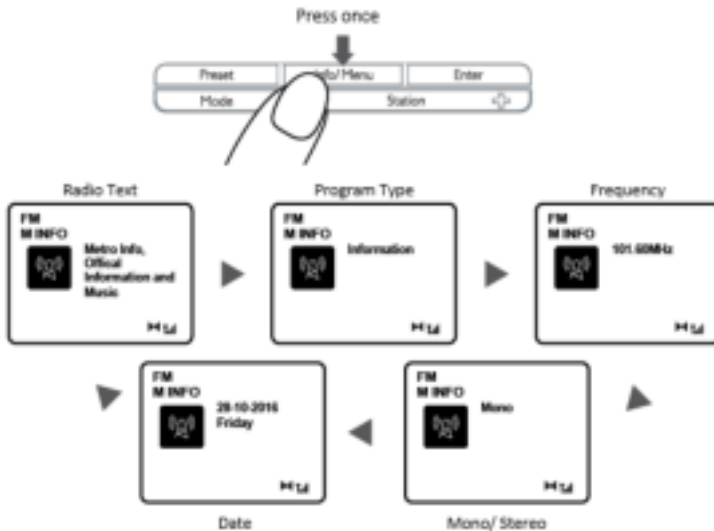 Press once
Preset
Info/Menu
Enter
Mode
Station
Radio Text
Program Type
Frequency
FM
M INFO
Metro Info,
Offical
Information and
Music
FM
M INFO
Information
FM
M INFO
101.60MHz
FM
M INFO
28-10-2016
Friday
FM
M INFO
Mono
Date
Mono/ Stereo